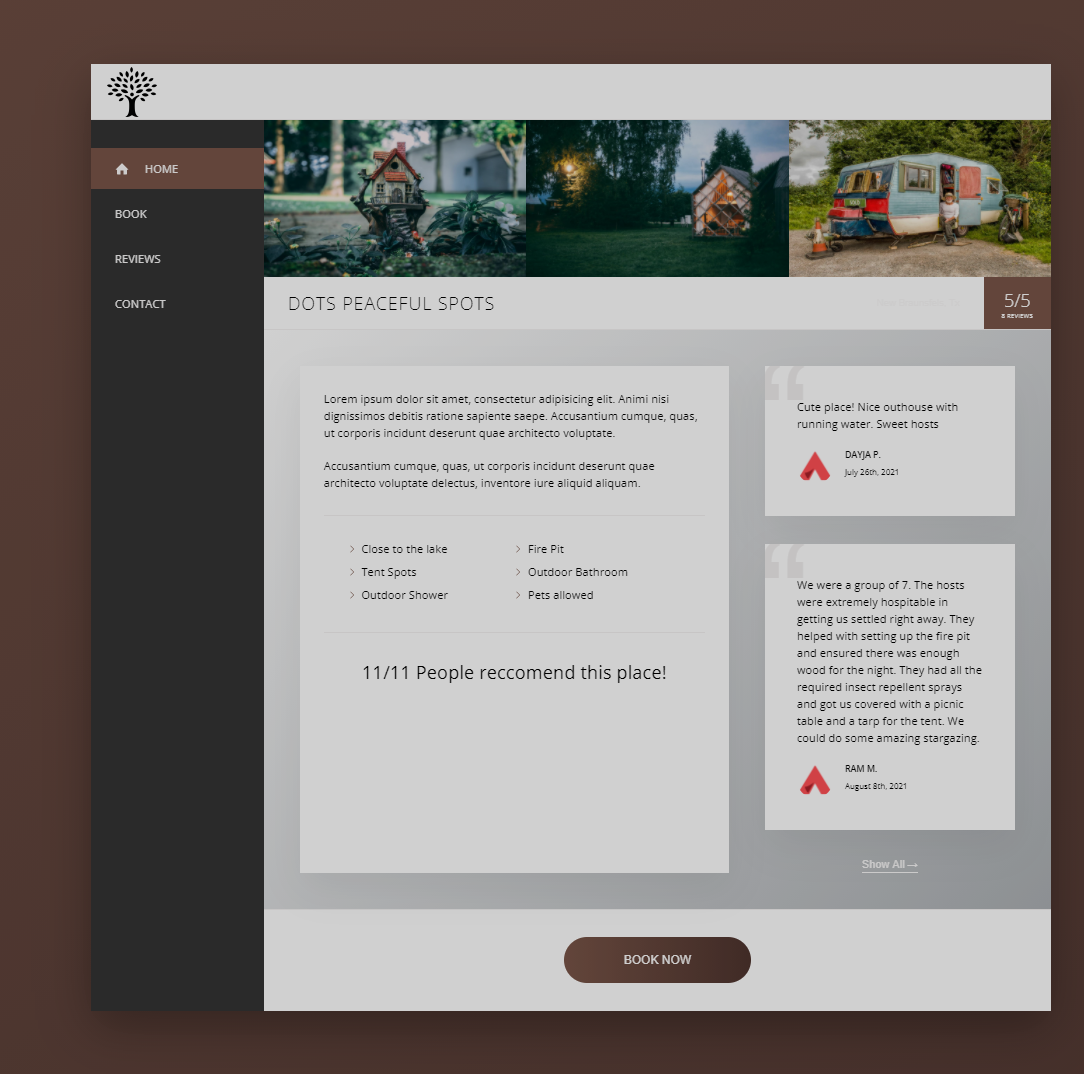 HOME
BOOK
REVIEWS
CONTACT
DOTS PEACEFUL SPOTS
5/5
8 REVIEWS
Lorem ipsum dolor sit amet, consectetur adipisicing elit. Animi nisi
dignissimos debitis ratione sapiente saepe. Accusantium cumque, quas,
ut corporis incidunt deserunt quae architecto voluptate.
Accusantium cumque, quas, ut corporis incidunt deserunt quae
architecto voluptate delectus, inventore iure aliquid aliquam.
Close to the lake
Fire Pit
Tent Spots
Outdoor Bathroom
Outdoor Shower
Pets allowed
11/11 People reccomend this place!
“
Cute place! Nice outhouse with
running water. Sweet hosts
DAYJA P.
July 26th, 2021
“
We were a group of 7. The hosts
were extremely hospitable in
getting us settled right away. They
helped with setting up the fire pit
and ensured there was enough
wood for the night. They had all the
required insect repellent sprays
and got us covered with a picnic
table and a tarp for the tent. We
could do some amazing stargazing.
RAM M.
August 8th, 2021
Show All →
BOOK NOW